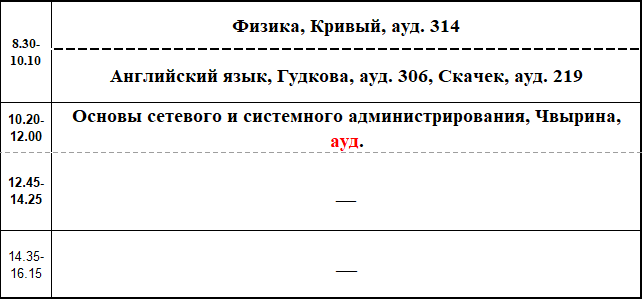 8.30-
10.10
Физика, Кривый, ауд. 314
Английский язык, Гудкова, ауд. 306, Скачек, ауд. 219
10.20-
12.00
Основы сетевого и системного администрирования, Чвырина,
ауд.
12.45-
14.25
—
14.35-
16.15
—